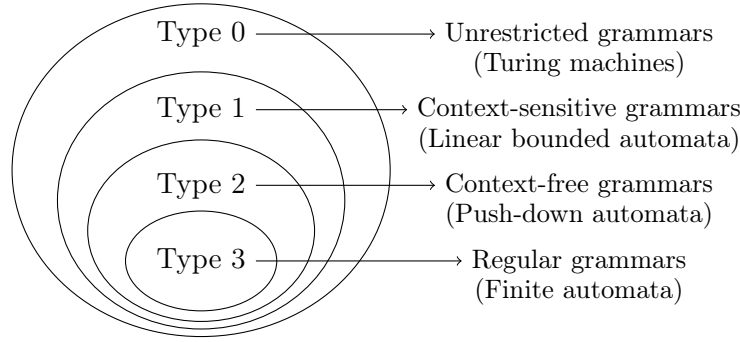 Type 0
Unrestricted grammars
(Turing machines)
Type 1
Context-sensitive grammars
(Linear bounded automata)
Type 2
Context-free grammars
(Push-down automata)
Type 3
Regular grammars
(Finite automata)